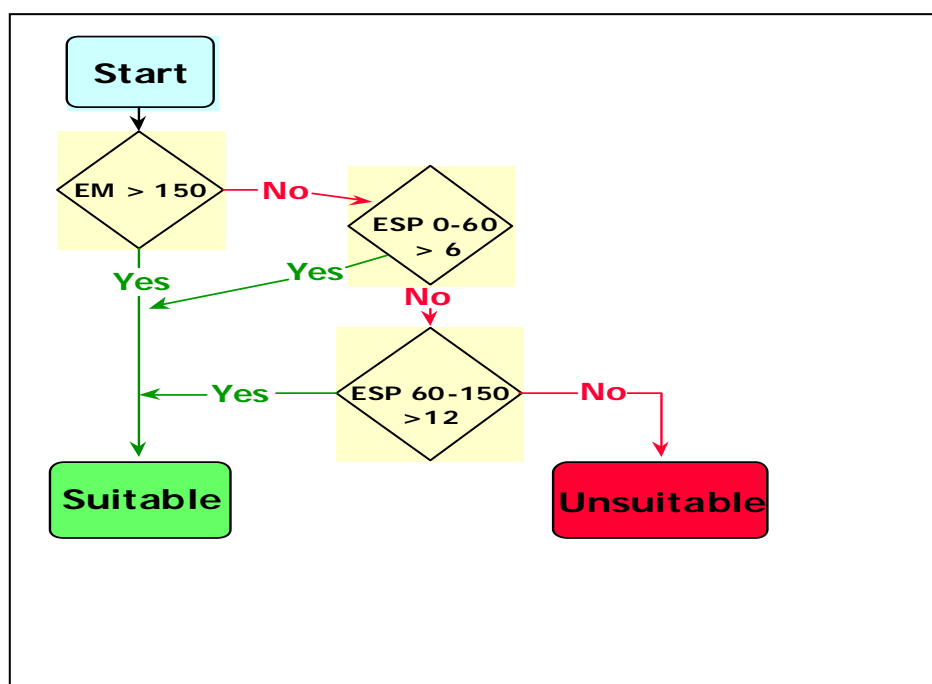 Start
EM > 150
No
ESP 0-60
> 6
Yes
Yes
No
ESP 60-150
>12
Yes
No
Suitable
Unsuitable